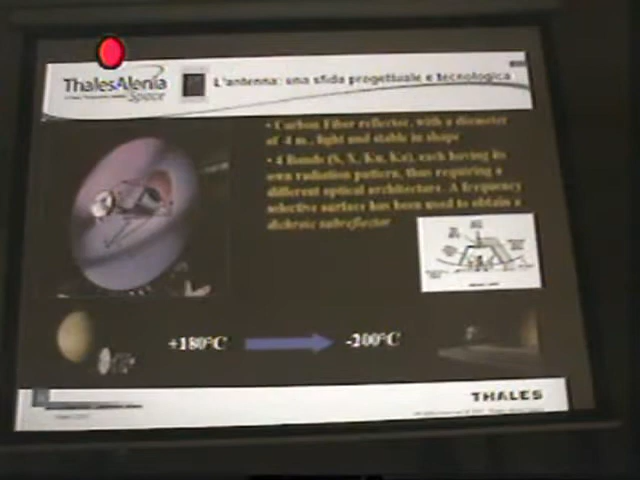 ThalesAlenia
Space
L'antenna: una sfida progettuale e tecnologica
• Carbon Fiber reflector, with a diameter
of 4 m, light and stable in shape
• 4 Bands (S, X, Ku, Ka), each having its
own radiation pattern, thus requiring a
different optical architecture. A frequency
selective surface has been used to obtain a
dichroic subreflector
+180°C
-200°C
THALES